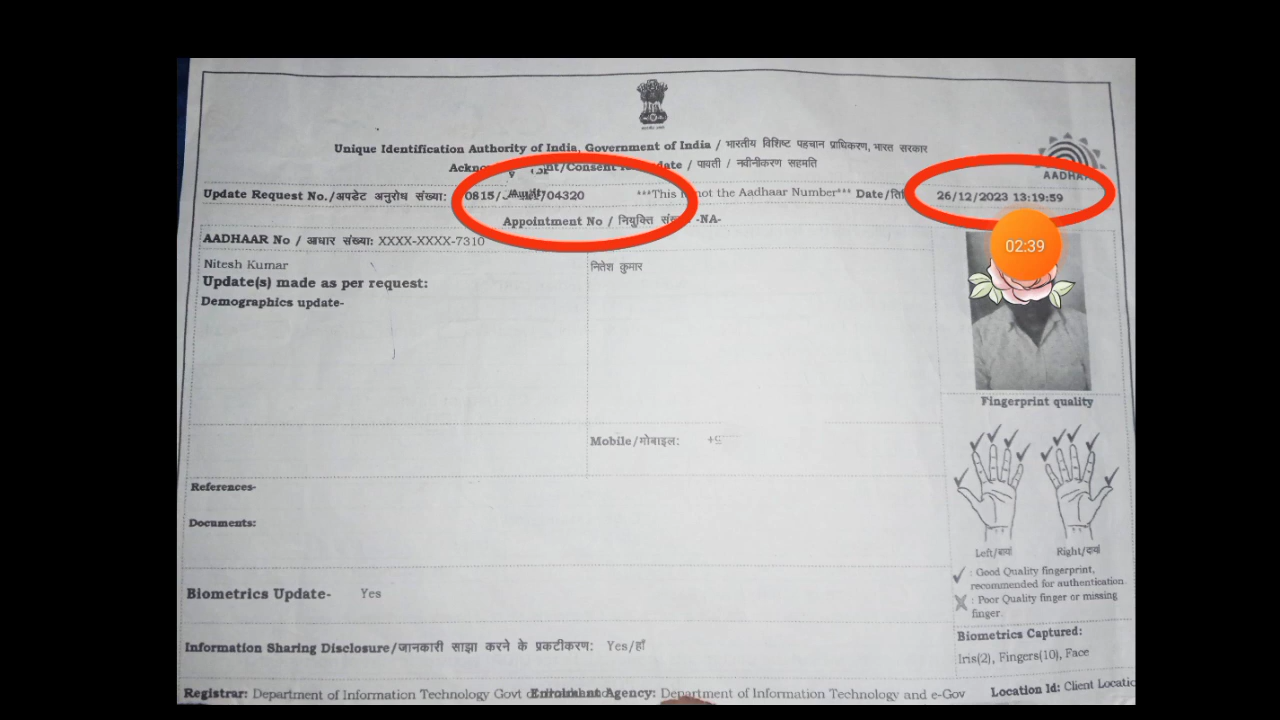 Unique Identification Authority of India, Government of India / भारतीय विशिष्ट पहचान प्राधिकरण, भारत सरकार
/ पावती / नवीनीकरण सहमति
AADHAAR
Update Request No./अपडेट अनुरोध संख्या: 0815/ /04320 ***This is not the Aadhaar Number*** Date/ 26/12/2023 13:19:59
Appointment No / नियुक्ति -NA-
AADHAAR No / आधार संख्या: XXXX-XXXX-7310
02:39
Nitesh Kumar
नितेश कुमार
Update(s) made as per request:
Demographics update-
Fingerprint quality
Mobile/मोबाइल:
References-
Documents:
Left/बायां Right/दायां
: Good Quality fingerprint, recommended for authentication.
: Poor Quality finger or missing finger.
Biometrics Update- Yes
Biometrics Captured:
Iris(2), Fingers(10), Face
Information Sharing Disclosure/जानकारी साझा करने के प्रकटीकरण: Yes/हाँ
Registrar: Department of Information Technology Govt Agency: Department of Information Technology and e-Gov Location Id: Client